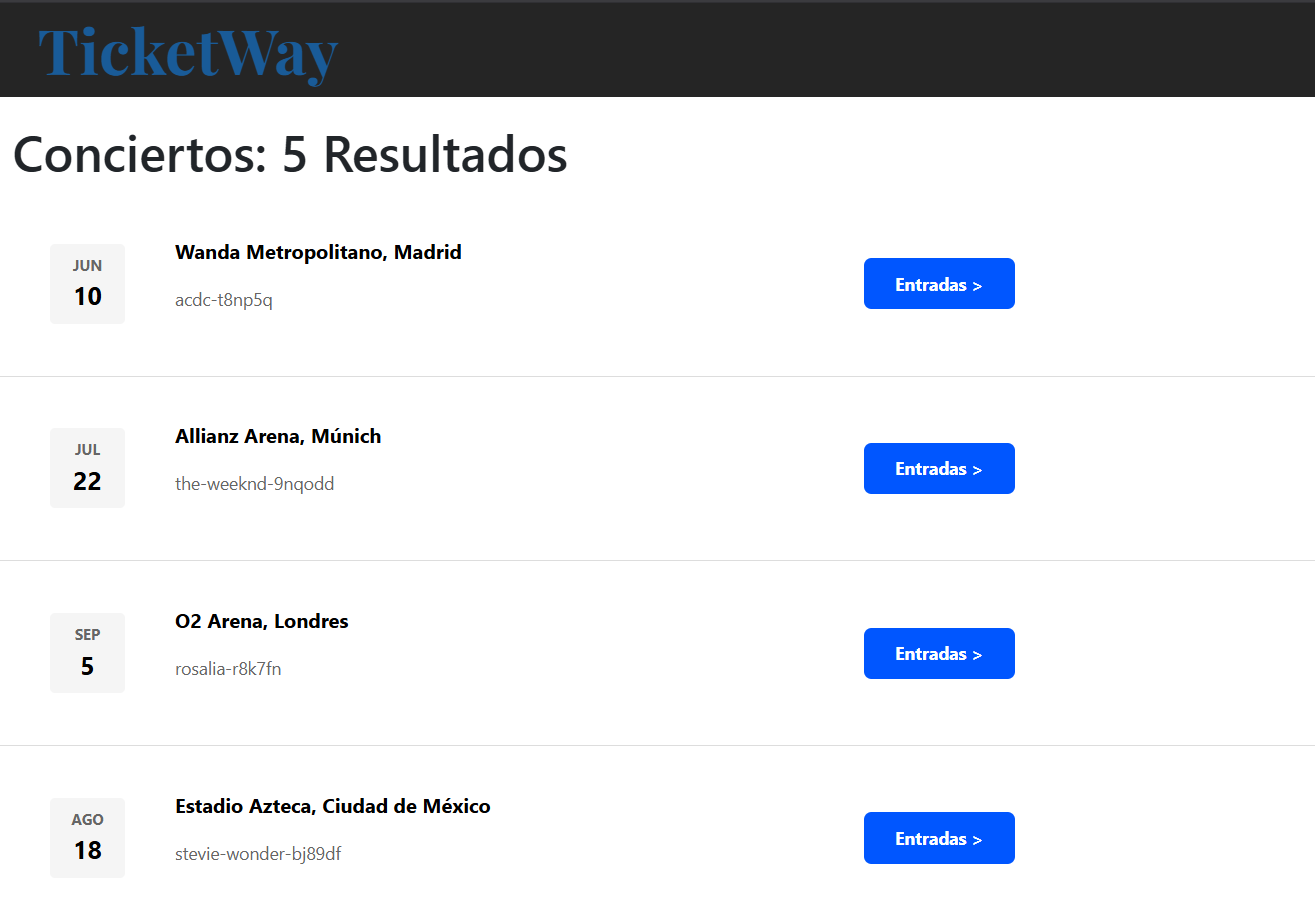 TicketWay
Conciertos: 5 Resultados
JUN
10
Wanda Metropolitano, Madrid
acdc-t8np5q
Entradas >
JUL
22
Allianz Arena, Múnich
the-weeknd-9nqodd
Entradas >
SEP
5
O2 Arena, Londres
rosalia-r8k7fn
Entradas >
AGO
18
Estadio Azteca, Ciudad de México
stevie-wonder-bj89df
Entradas >